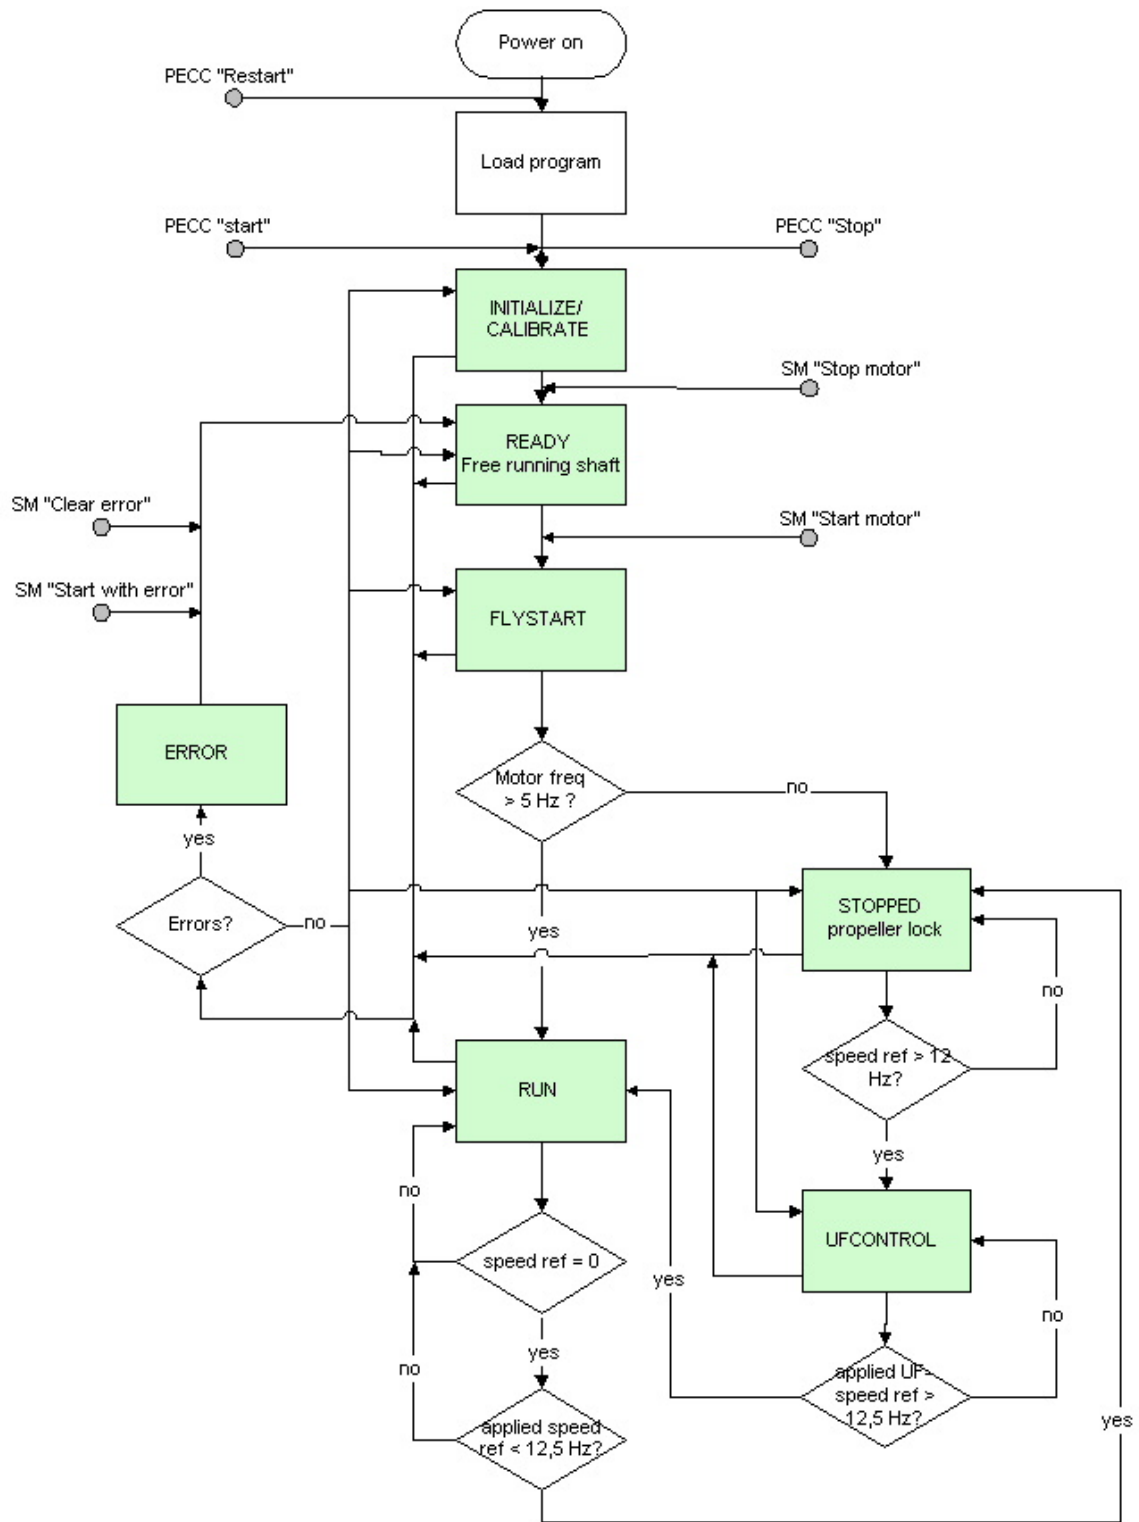 Power on
PECC "Restart"
Load program
PECC "start"
PECC "Stop"
INITIALIZE/
CALIBRATE
SM "Stop motor"
READY
Free running shaft
SM "Clear error"
SM "Start motor"
SM "Start with error"
FLYSTART
ERROR
Motor freq
> 5 Hz ?
no
yes
Errors?
no
yes
STOPPED
propeller lock
no
speed ref > 12
Hz?
RUN
yes
no
UFCONTROL
speed ref = 0
yes
no
yes
no
applied UF-
speed ref >
12,5 Hz?
applied speed
ref < 12,5 Hz?
yes